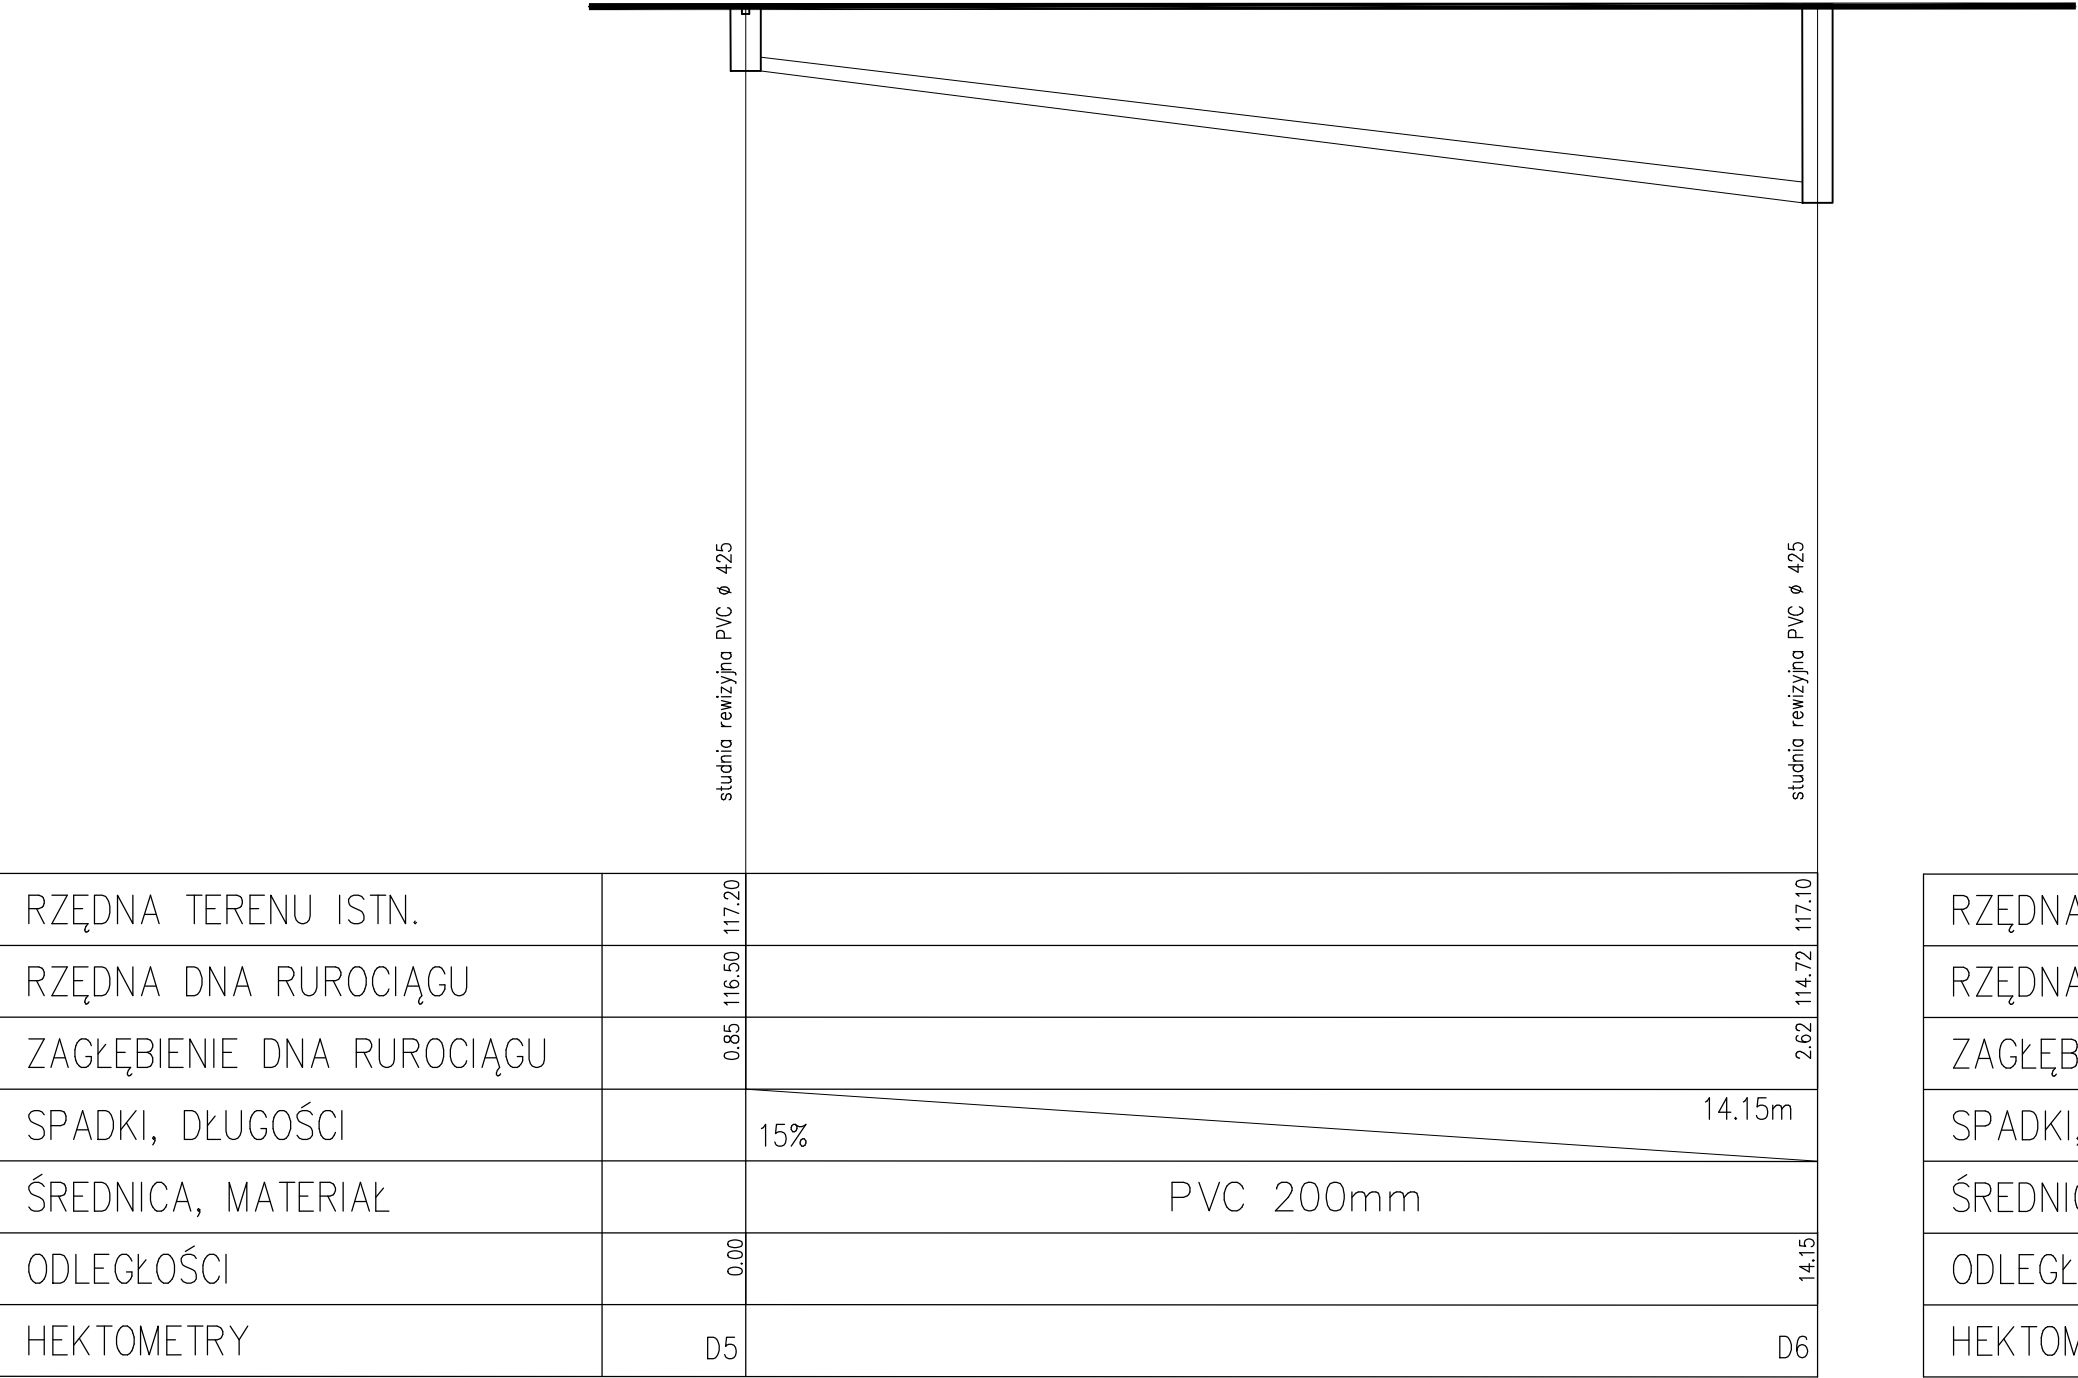 studnia rewizyjna PVC ø 425
studnia rewizyjna PVC ø 425
RZĘDNA TERENU ISTN. 117.20 117.10 RZĘDNA
RZĘDNA DNA RUROCIĄGU 116.50 114.72 RZĘDNA
ZAGŁĘBIENIE DNA RUROCIĄGU 0.85 2.62 ZAGŁĘB
SPADKI, DŁUGOŚCI 15% 14.15m SPADKI,
ŚREDNICA, MATERIAŁ PVC 200mm ŚREDNIC
ODLEGŁOŚCI 0.00 14.15 ODLEGŁ
HEKTOMETRY D5 D6 HEKTOM